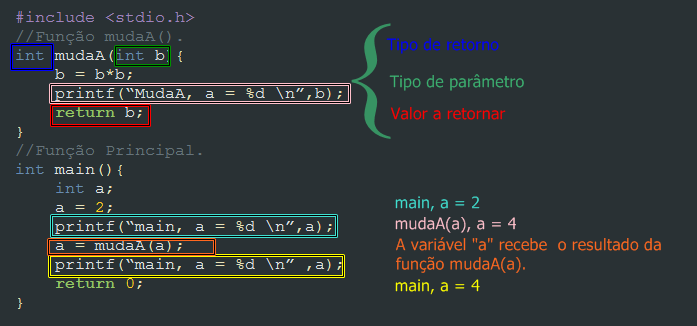 #include <stdio.h>
//Função mudaA().
int mudaA(int b){
b = b*b;
printf(“MudaA, a = %d \n”,b);
return b;
}
Tipo de retorno
Tipo de parâmetro
Valor a retornar
//Função Principal.
int main(){
int a;
a = 2;
printf(“main, a = %d \n”,a);
a = mudaA(a);
printf(“main, a = %d \n” ,a);
return 0;
}
main, a = 2
mudaA(a), a = 4
A variável "a" recebe o resultado da
função mudaA(a).
main, a = 4